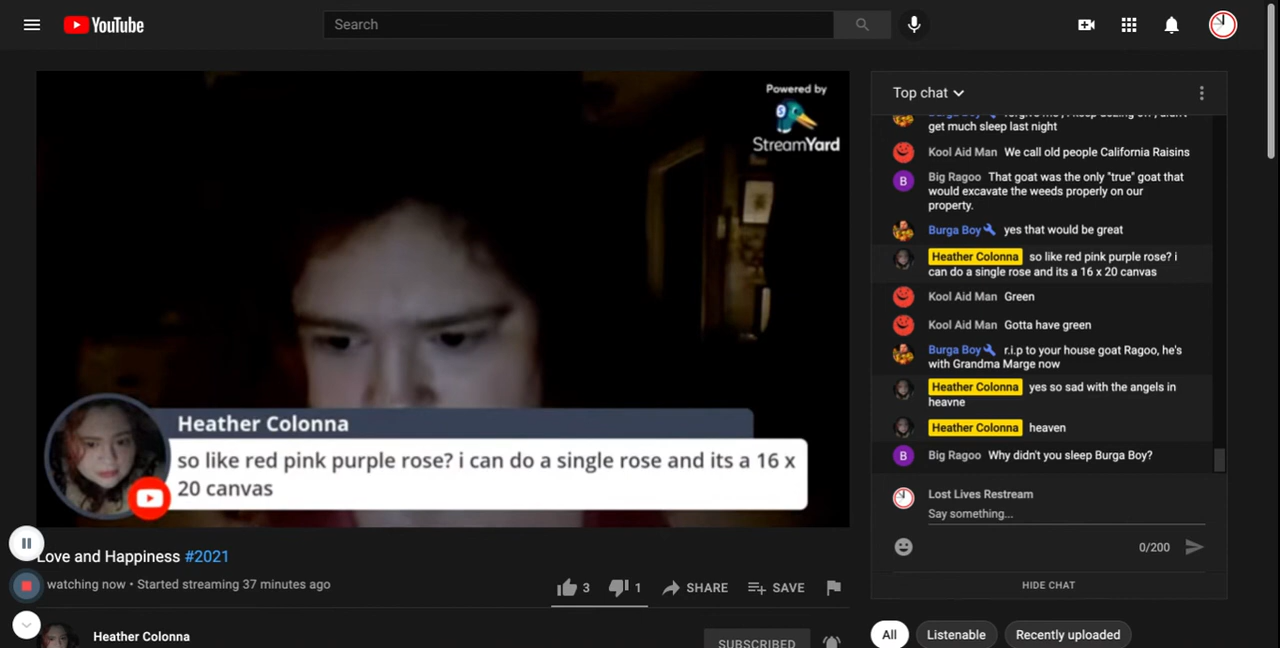 YouTube
Search
Powered by
StreamYard
Heather Colonna
so like red pink purple rose? i can do a single rose and its a 16 x
20 canvas
Love and Happiness #2021
watching now • Started streaming 37 minutes ago
3
1
SHARE
SAVE
Heather Colonna
SUBSCRIBED
Top chat
get much sleep last night
Kool Aid Man We call old people California Raisins
B
Big Ragoo That goat was the only "true" goat that
would excavate the weeds properly on our
property.
Burga Boy yes that would be great
Heather Colonna so like red pink purple rose? i
can do a single rose and its a 16 x 20 canvas
Kool Aid Man Green
Kool Aid Man Gotta have green
Burga Boy r.i.p to your house goat Ragoo, he's
with Grandma Marge now
Heather Colonna yes so sad with the angels in
heavne
Heather Colonna heaven
B
Big Ragoo Why didn't you sleep Burga Boy?
Lost Lives Restream
Say something...
0/200
HIDE CHAT
All
Listenable
Recently uploaded